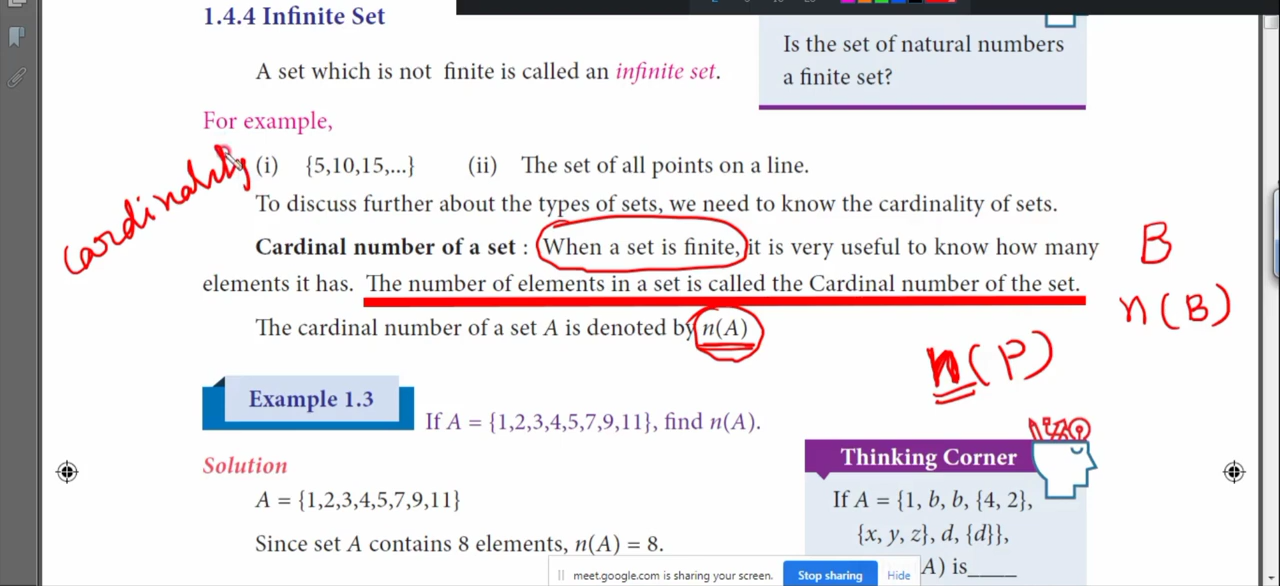 1.4.4 Infinite Set
Is the set of natural numbers
a finite set?
A set which is not finite is called an infinite set.
For example,
cardinality
(i) {5,10,15,...} (ii) The set of all points on a line.
To discuss further about the types of sets, we need to know the cardinality of sets.
Cardinal number of a set : When a set is finite, it is very useful to know how many
elements it has. The number of elements in a set is called the Cardinal number of the set.
B
n(B)
The cardinal number of a set A is denoted by n(A)
n(P)
Example 1.3
If A = {1,2,3,4,5,7,9,11}, find n(A).
Solution
A = {1,2,3,4,5,7,9,11}
Since set A contains 8 elements, n(A) = 8.
Thinking Corner
If A = {1, b, b, {4, 2},
{x, y, z}, d, {d}},
A) is____
meet.google.com is sharing your screen.
Stop sharing
Hide